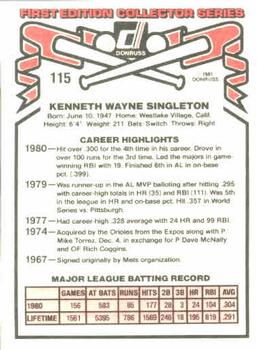 FIRST EDITION COLLECTOR SERIES
DONRUSS
115
1981
DONRUSS
KENNETH WAYNE SINGLETON
Born: June 10, 1947 Home: Westlake Village, Calif.
Height: 6'4" Weight: 211 Bats: Switch Throws: Right
CAREER HIGHLIGHTS
1980—Hit over .300 for the 4th time in his career. Drove in
over 100 runs for the 3rd time. Led the majors in game-
winning RBI with 19. Finished 6th in AL in on-base
pct. (.399).
1979—Was runner-up in the AL MVP balloting after hitting .295
with career-high totals in HR (35) and RBI (111). Was 5th
in the league in HR and on-base pct. Hit .357 in World
Series vs. Pittsburgh.
1977—Had career-high .328 average with 24 HR and 99 RBI.
1974—Acquired by the Orioles from the Expos along with P
Mike Torrez, Dec. 4, in exchange for P Dave McNally
and OF Rich Coggins.
1967—Signed originally by Mets organization.
MAJOR LEAGUE BATTING RECORD
GAMES AT BATS RUNS HITS 2B 3B HR RBI AVG
1980 156 583 85 177 28 3 24 104 .304
LIFETIME 1561 5395 786 1569 246 18 195 819 .291